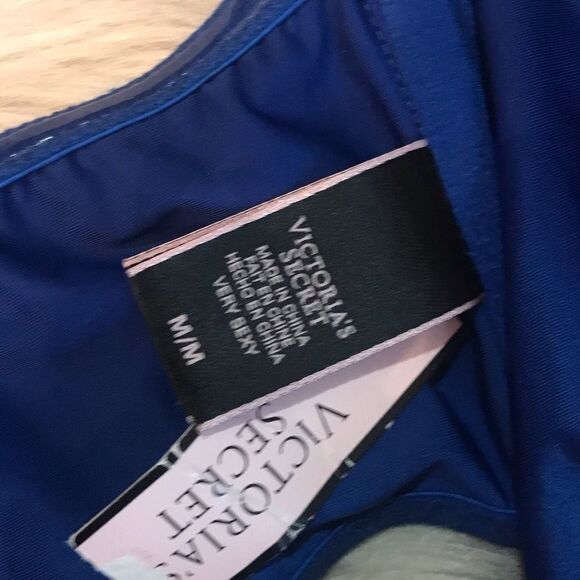 VICTORIA'S
SECRET
MADE IN CHINA
FAIT EN CHINE
HECHO EN CHINA
VERY SEXY
M/M
VICTORIA'S
SECRET